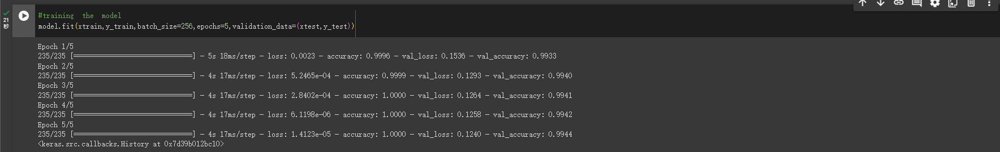 #training  the  model
21
秒
model.fit(xtrain,y_train,batch_size=256,epochs=5,validation_data=(xtest,y_test))
Epoch 1/5
235/235 [==============================] - 5s 18ms/step - loss: 0.0023 - accuracy: 0.9996 - val_loss: 0.1536 - val_accuracy: 0.9933
Epoch 2/5
235/235 [==============================] - 4s 17ms/step - loss: 5.2465e-04 - accuracy: 0.9999 - val_loss: 0.1293 - val_accuracy: 0.9940
Epoch 3/5
235/235 [==============================] - 4s 17ms/step - loss: 2.8402e-04 - accuracy: 1.0000 - val_loss: 0.1264 - val_accuracy: 0.9941
Epoch 4/5
235/235 [==============================] - 4s 17ms/step - loss: 6.1198e-06 - accuracy: 1.0000 - val_loss: 0.1258 - val_accuracy: 0.9942
Epoch 5/5
235/235 [==============================] - 4s 17ms/step - loss: 1.4123e-05 - accuracy: 1.0000 - val_loss: 0.1240 - val_accuracy: 0.9944
<keras.src.callbacks.History at 0x7d39b012bc10>